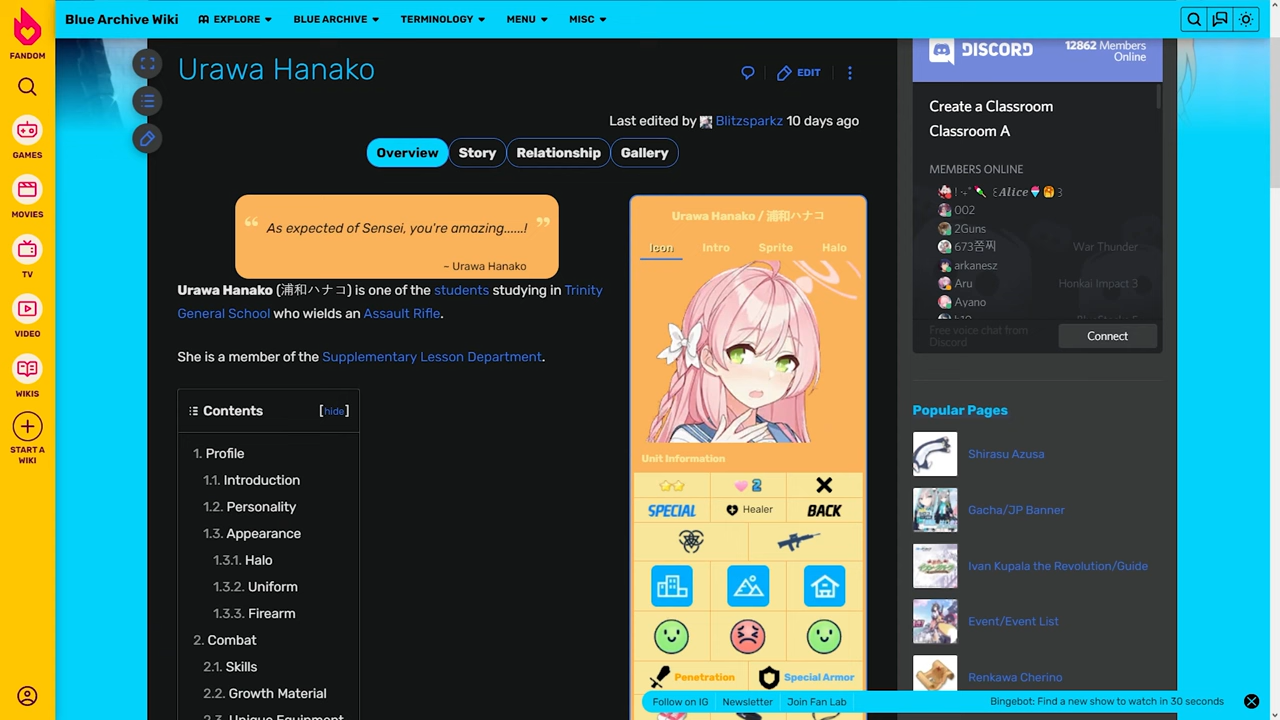 FANDOM
GAMES
MOVIES
TV
VIDEO
WIKIS
START A
WIKI
Blue Archive Wiki
EXPLORE
BLUE ARCHIVE
TERMINOLOGY
MENU
MISC
Urawa Hanako
EDIT
Last edited by Blitzsparkz 10 days ago
Overview
Story
Relationship
Gallery
“ As expected of Sensei, you're amazing......! ”
– Urawa Hanako
Urawa Hanako (浦和ハナコ) is one of the students studying in Trinity
General School who wields an Assault Rifle.
She is a member of the Supplementary Lesson Department.
Contents [hide]
1. Profile
1.1. Introduction
1.2. Personality
1.3. Appearance
1.3.1. Halo
1.3.2. Uniform
1.3.3. Firearm
2. Combat
2.1. Skills
2.2. Growth Material
2.3. Unique Equipment
Urawa Hanako / 浦和ハナコ
Icon
Intro
Sprite
Halo
Unit Information
2
SPECIAL
Healer
BACK
Penetration
Special Armor
DISCORD
12862 Members
Online
Create a Classroom
Classroom A
MEMBERS ONLINE
002
2Guns
673쫌찌 War Thunder
arkanesz
Aru Honkai Impact 3
Ayano
Free voice chat from
Discord
Connect
Popular Pages
Shirasu Azusa
Gacha/JP Banner
Ivan Kupala the Revolution/Guide
Event/Event List
Renkawa Cherino
Follow on IG
Newsletter
Join Fan Lab
Bingebot: Find a new show to watch in 30 seconds